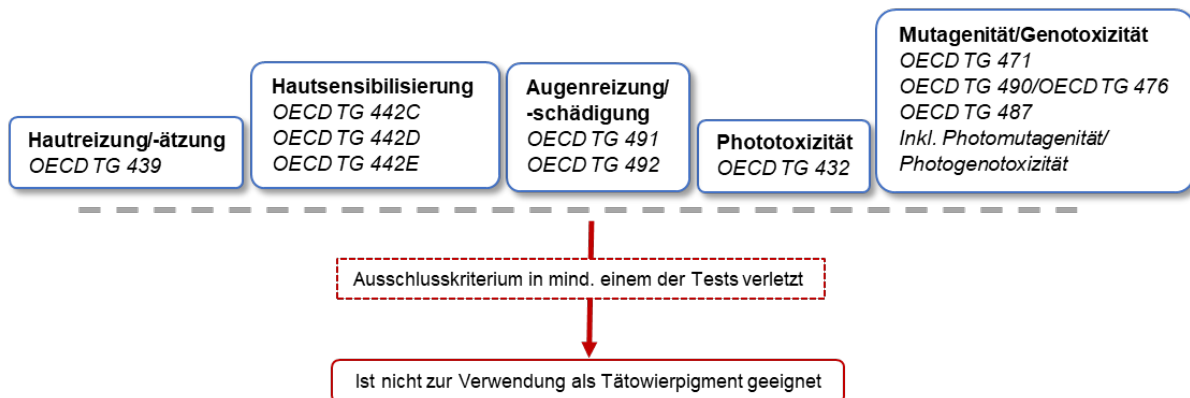 Hautreizung/-ätzung
OECD TG 439
Hautsensibilisierung
OECD TG 442C
OECD TG 442D
OECD TG 442E
Augenreizung/
-schädigung
OECD TG 491
OECD TG 492
Phototoxizität
OECD TG 432
Mutagenität/Genotoxizität
OECD TG 471
OECD TG 490/OECD TG 476
OECD TG 487
Inkl. Photomutagenität/
Photogenotoxizität
Ausschlusskriterium in mind. einem der Tests verletzt
Ist nicht zur Verwendung als Tätowierpigment geeignet